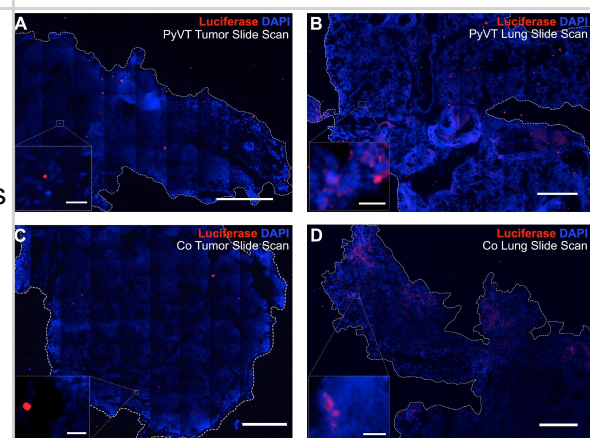 A
Luciferase DAPI
PyVT Tumor Slide Scan
B
Luciferase DAPI
PyVT Lung Slide Scan
s
C
Luciferase DAPI
Co Tumor Slide Scan
D
Luciferase DAPI
Co Lung Slide Scan